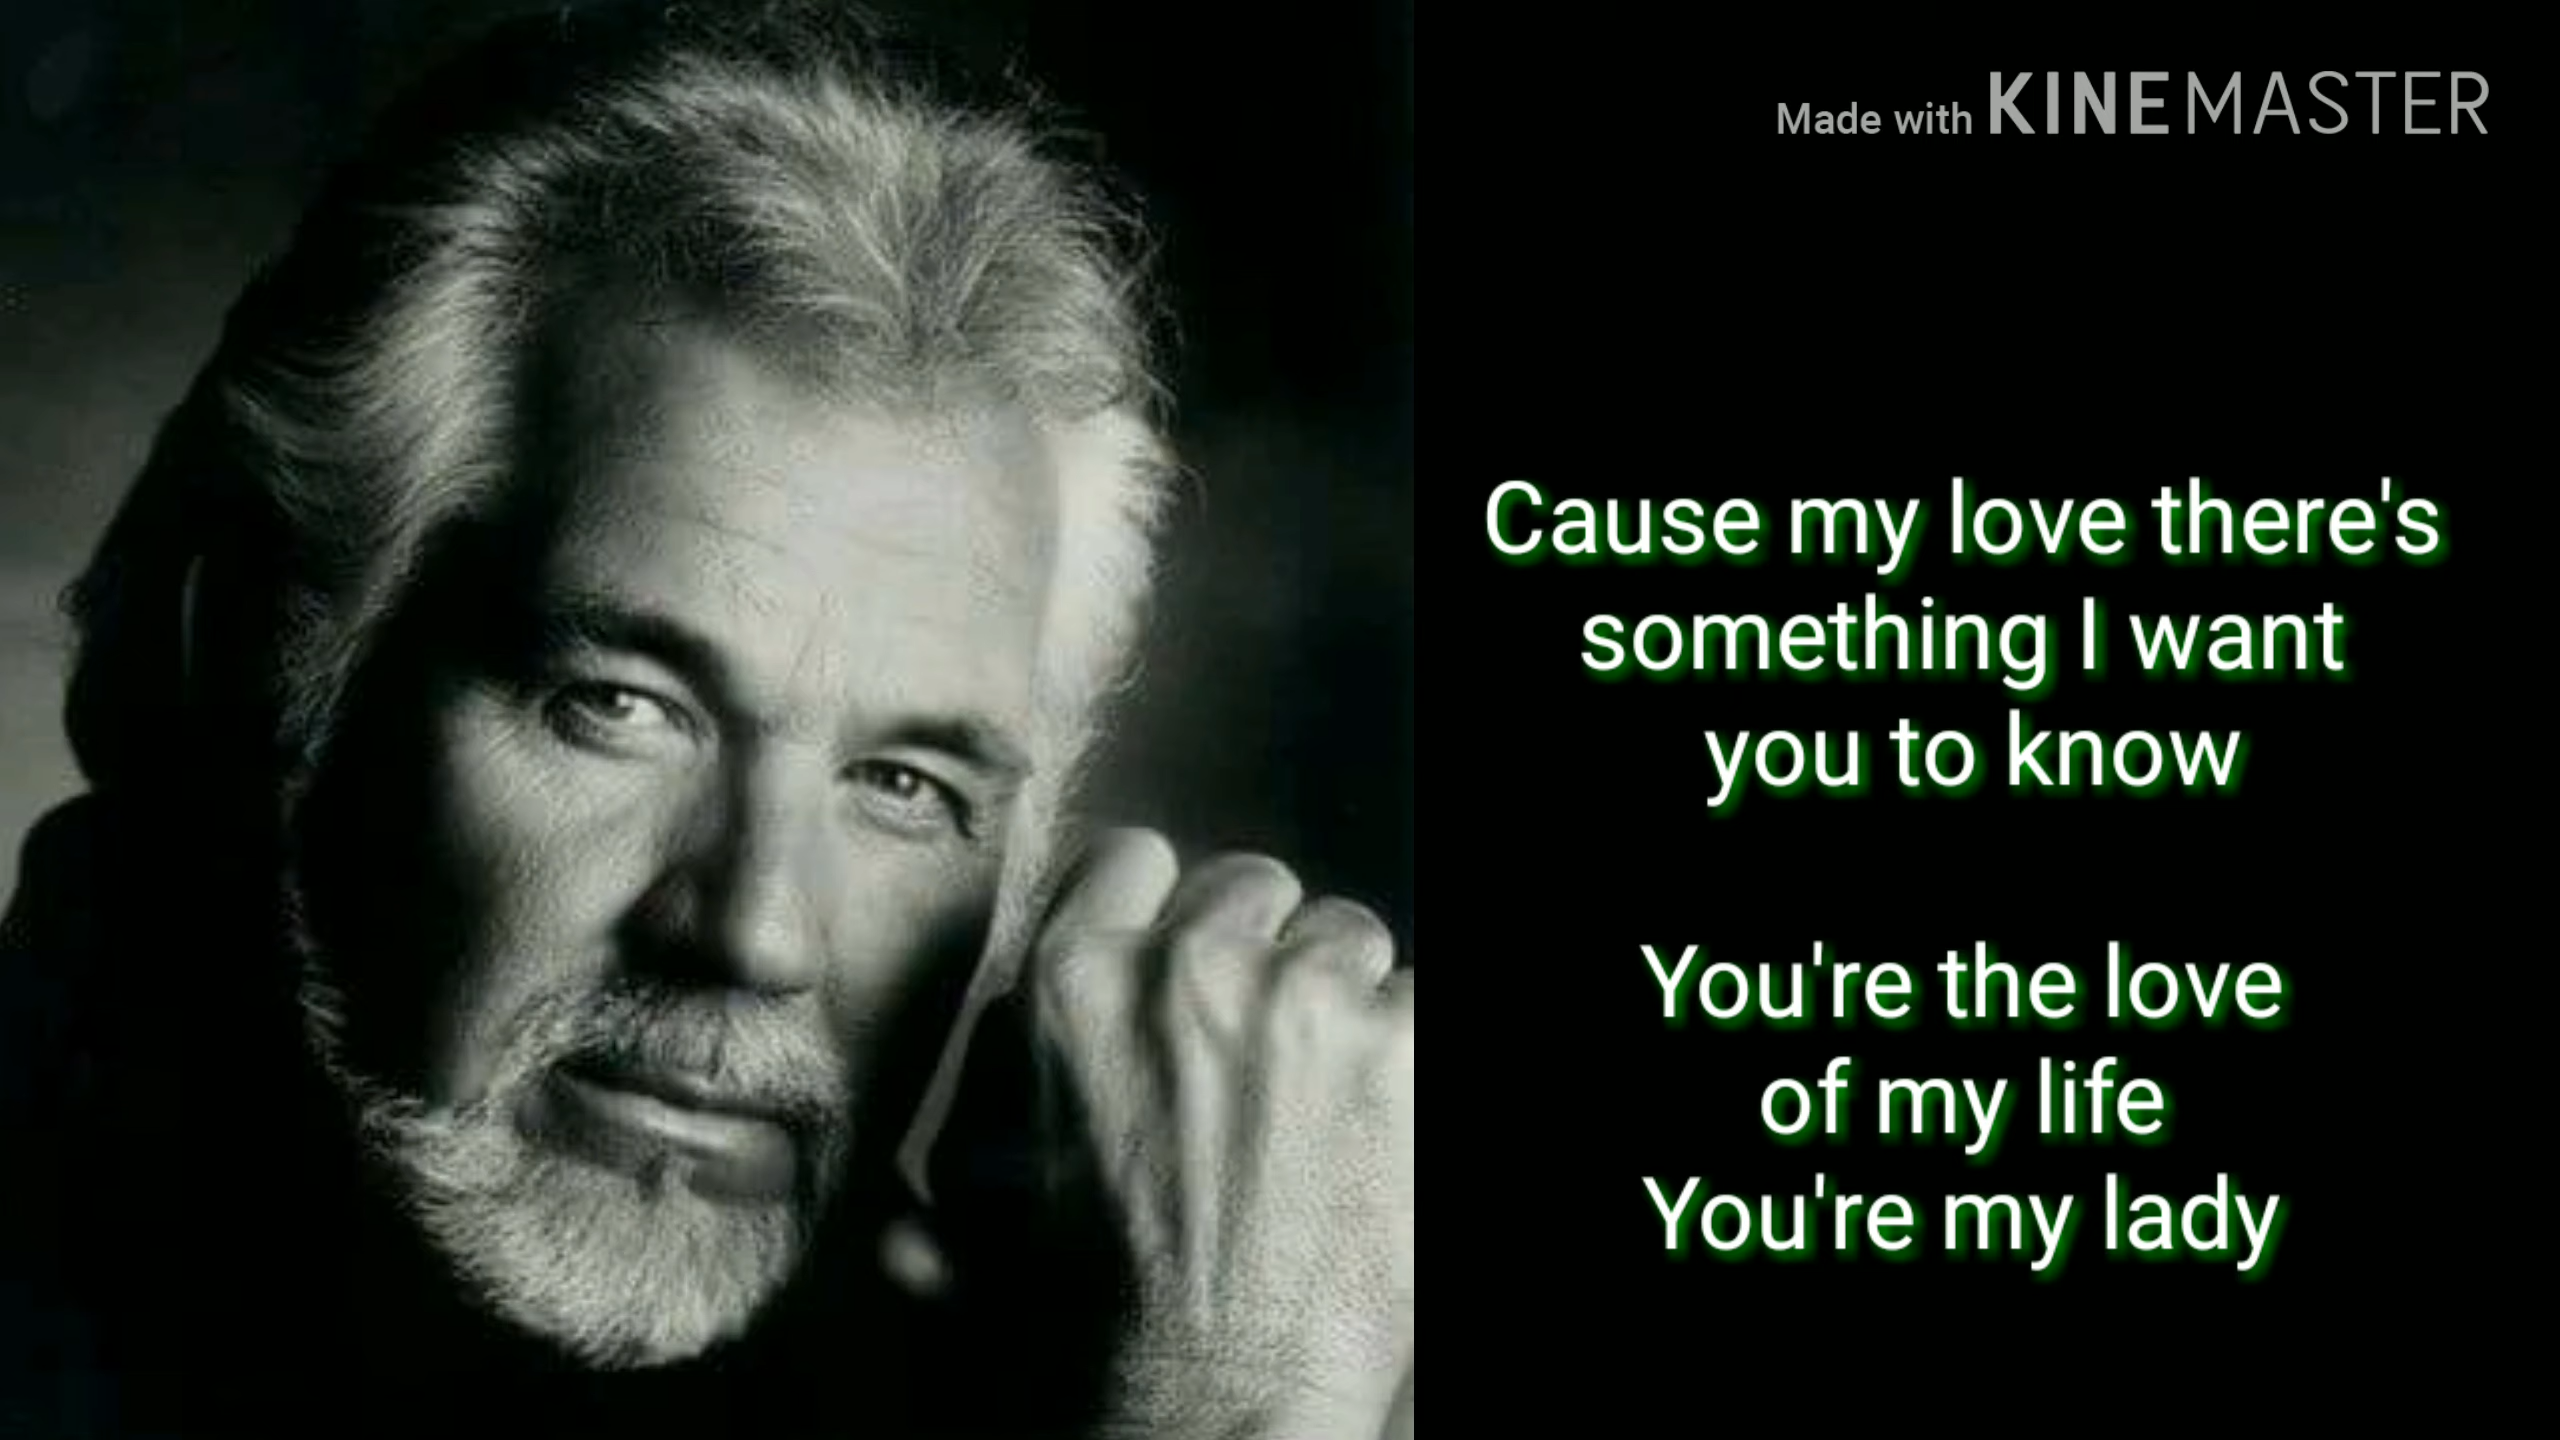 Made with KINEMASTER
Cause my love there's
something I want
you to know
You're the love
of my life
You're my lady